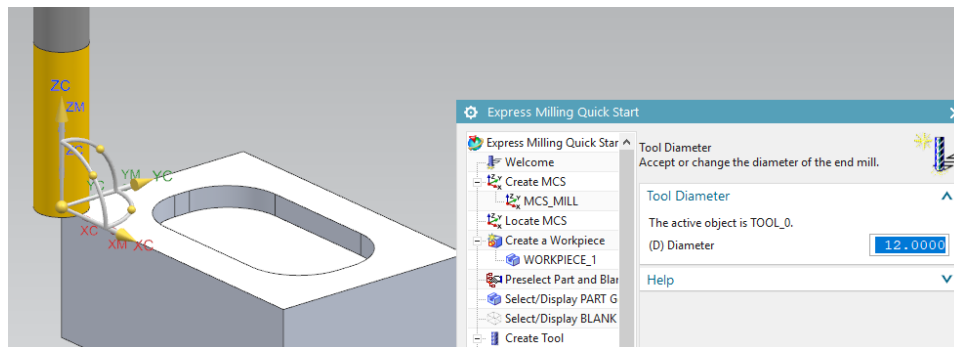 ZC
ZM
ZC
YM
YC
YC
XC
XM
XC
Express Milling Quick Start
Express Milling Quick Star
Welcome
Create MCS
MCS_MILL
Locate MCS
Create a Workpiece
WORKPIECE_1
Preselect Part and Blar
Select/Display PART G
Select/Display BLANK
Create Tool
Tool Diameter
Accept or change the diameter of the end mill.
Tool Diameter
The active object is TOOL_0.
(D) Diameter
12.0000
Help